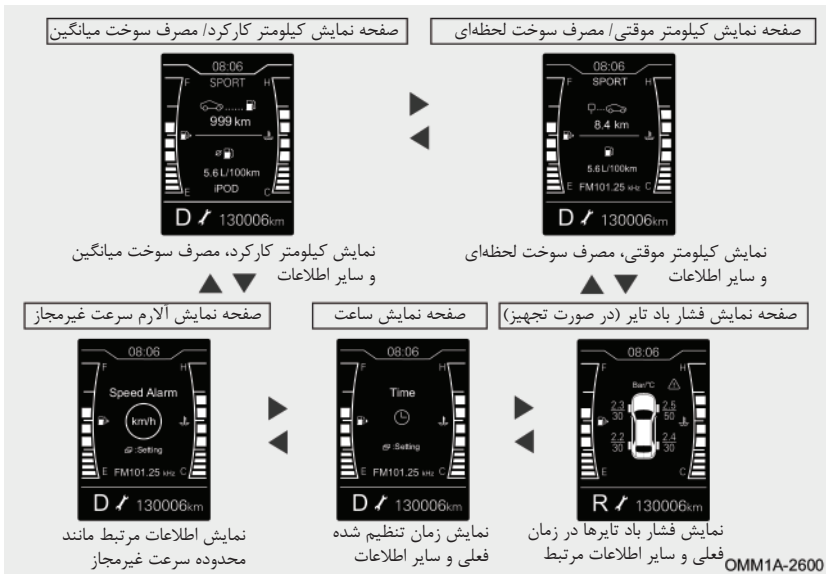 صفحه نمایش کیلومتر موقتی/ مصرف سوخت لحظه‌ای
08:06
F SPORT H
8.4 km
5.6L/100km
E FM101.25 kHz C
D 130006km
نمایش کیلومتر موقتی، مصرف سوخت لحظه‌ای
و سایر اطلاعات
صفحه نمایش کیلومتر کارکرد/ مصرف سوخت میانگین
08:06
F SPORT H
999 km
5.6L/100km
E iPOD C
D 130006km
نمایش کیلومتر کارکرد، مصرف سوخت میانگین
و سایر اطلاعات
صفحه نمایش فشار باد تایر (در صورت تجهیز)
08:06
F H
Bar/°C
2.3 2.5
30 50
2.2 2.4
30 30
E C
R 130006km
نمایش فشار باد تایرها در زمان
فعلی و سایر اطلاعات مرتبط
صفحه نمایش ساعت
08:06
F H
Time
:Setting
E FM101.25 kHz C
D 130006km
نمایش زمان تنظیم شده
فعلی و سایر اطلاعات
صفحه نمایش آلارم سرعت غیرمجاز
08:06
F H
Speed Alarm
km/h
:Setting
E FM101.25 kHz C
D 130006km
نمایش اطلاعات مرتبط مانند
محدوده سرعت غیرمجاز
OMM1A-2600